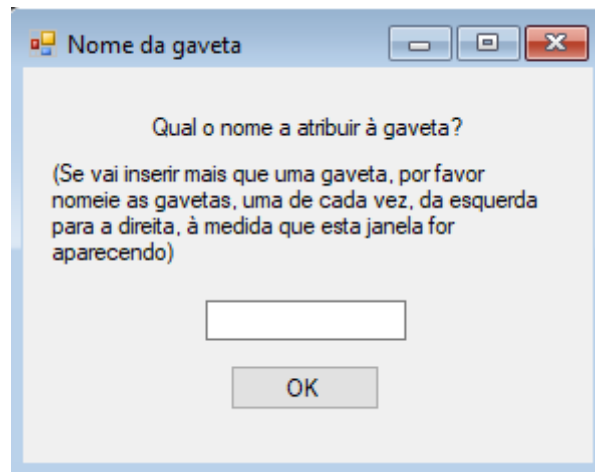 Nome da gaveta
Qual o nome a atribuir à gaveta?
(Se vai inserir mais que uma gaveta, por favor
nomeie as gavetas, uma de cada vez, da esquerda
para a direita, à medida que esta janela for
aparecendo)
OK